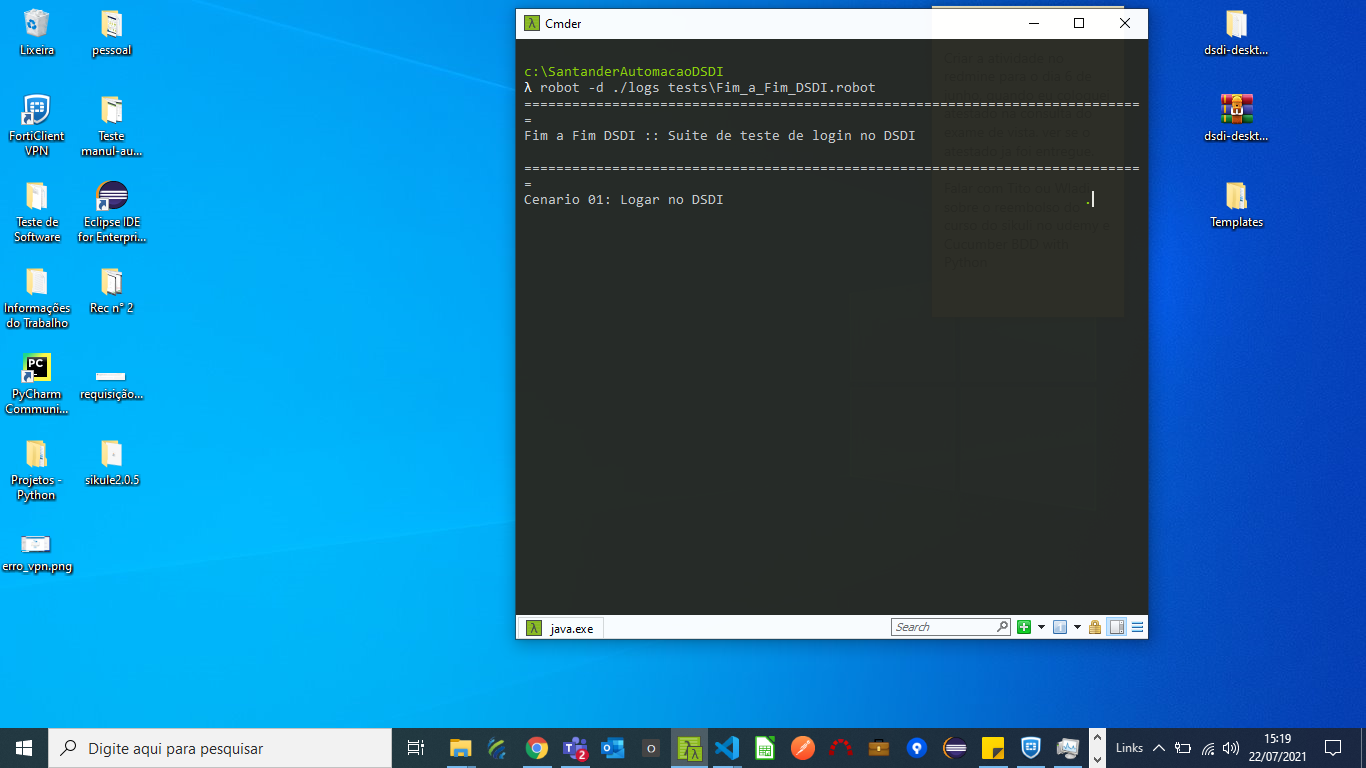 Lixeira
pessoal
FortiClient
VPN
Teste
manul-au...
Teste de
Software
Eclipse IDE
for Enterpri...
Informações
do Trabalho
Rec n° 2
PC
PyCharm
Communi...
requisição...
Projetos -
Python
sikule2.0.5
erro_vpn.png
Cmder
c:\SantanderAutomacaoDSDI
λ robot -d ./logs tests\Fim_a_Fim_DSDI.robot
=============================================================================
=
Fim a Fim DSDI :: Suite de teste de login no DSDI
=============================================================================
=
Cenario 01: Logar no DSDI .
java.exe
Search
dsdi-deskt...
dsdi-deskt...
Templates
Digite aqui para pesquisar
2
Links
15:19
22/07/2021